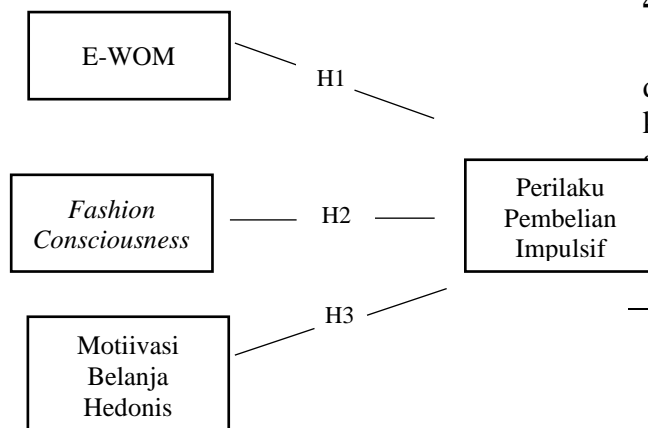 E-WOM
H1
Fashion
Consciousness
H2
Perilaku
Pembelian
Impulsif
H3
Motiivasi
Belanja
Hedonis